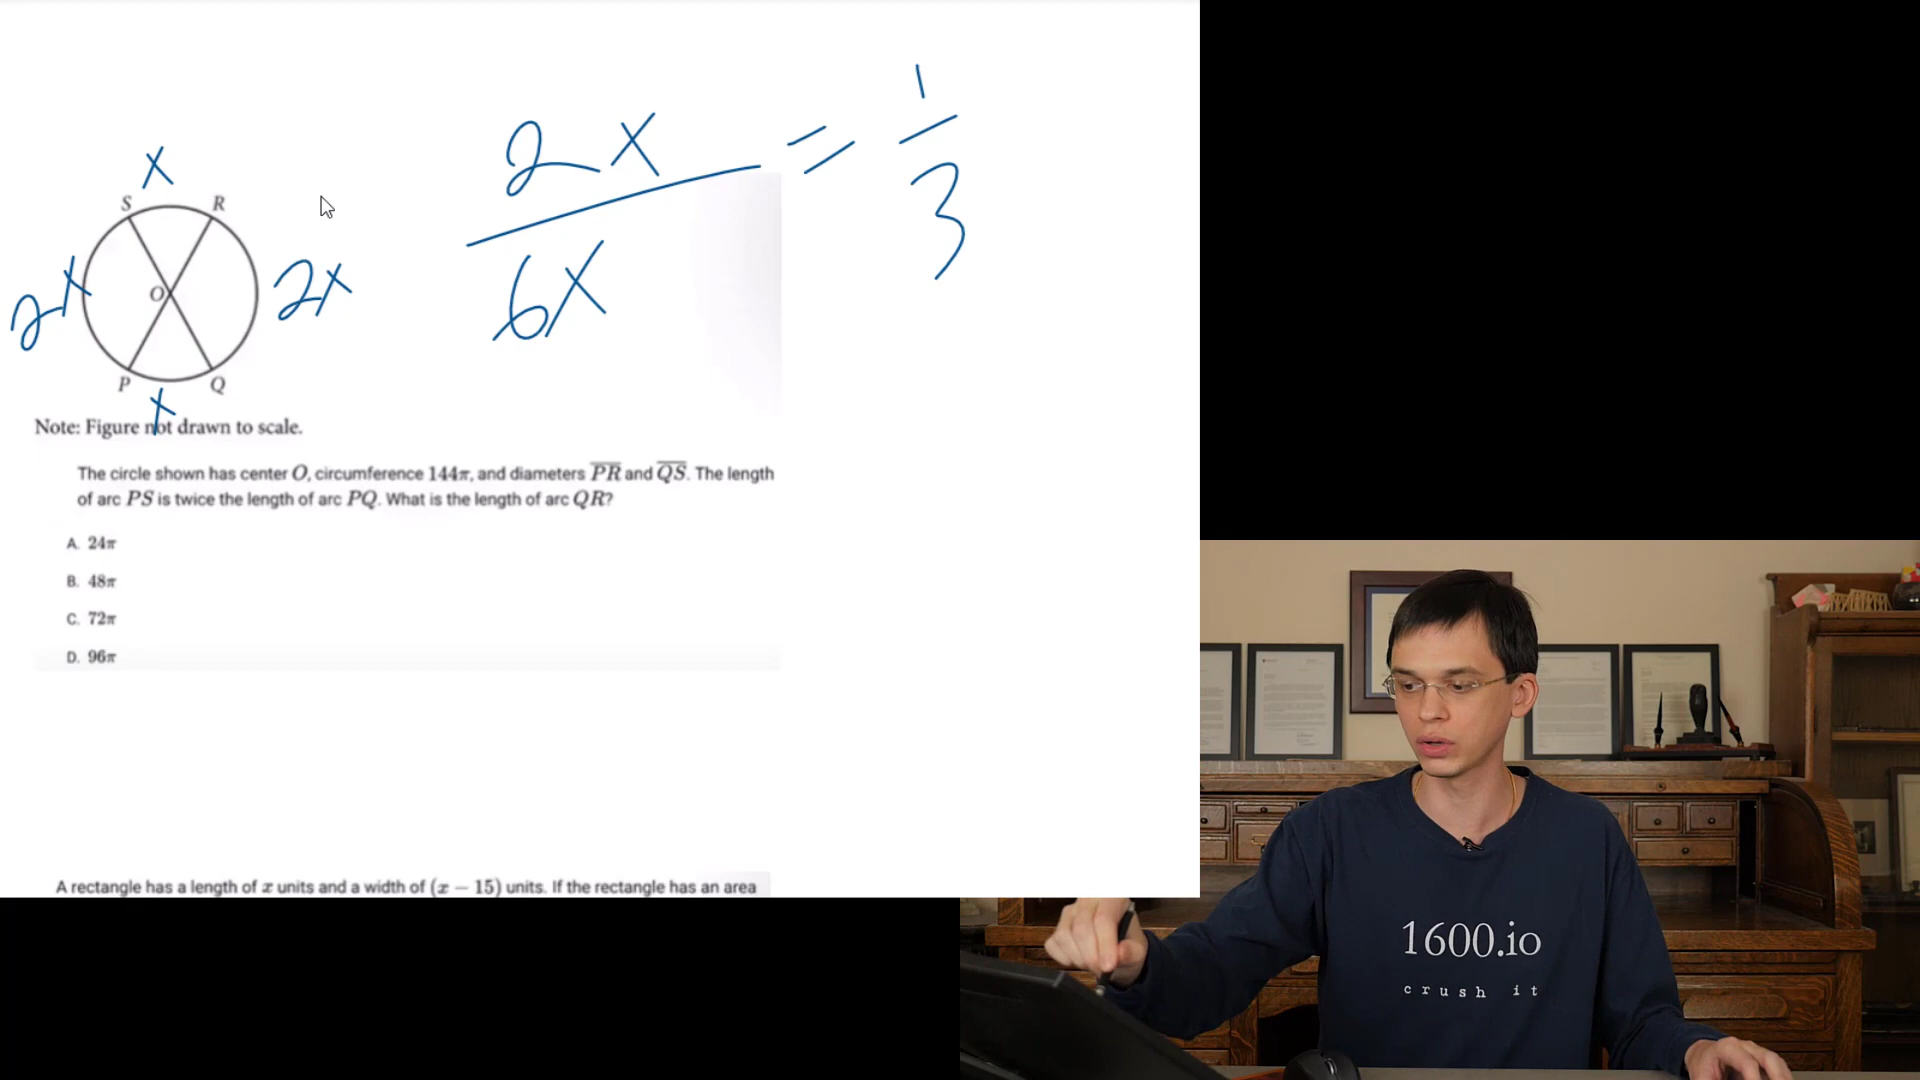 x
2x
1
= —
6x
3
S R
O
2x
2x
P Q
x
Note: Figure not drawn to scale.
The circle shown has center O, circumference 144π, and diameters PR and QS. The length
of arc PS is twice the length of arc PQ. What is the length of arc QR?
A. 24π
B. 48π
C. 72π
D. 96π
A rectangle has a length of x units and a width of (x − 15) units. If the rectangle has an area
1600.io
crush it